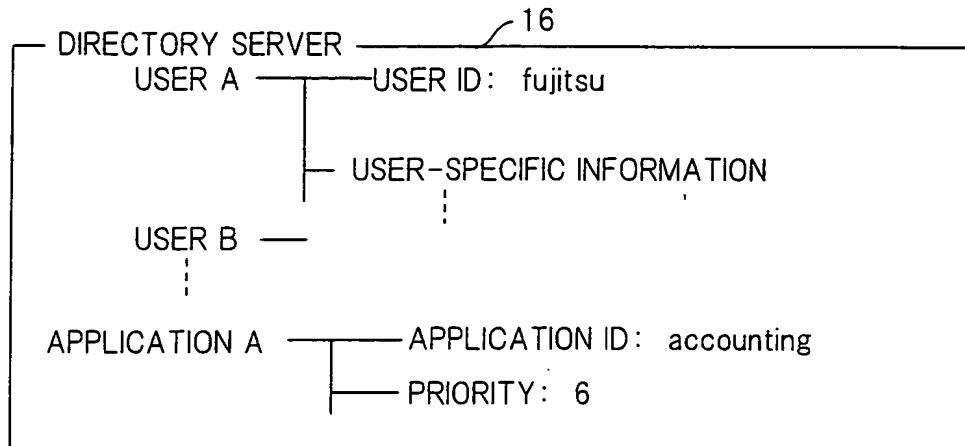 16
DIRECTORY SERVER
USER A USER ID: fujitsu
USER-SPECIFIC INFORMATION
USER B
APPLICATION A APPLICATION ID: accounting
PRIORITY: 6